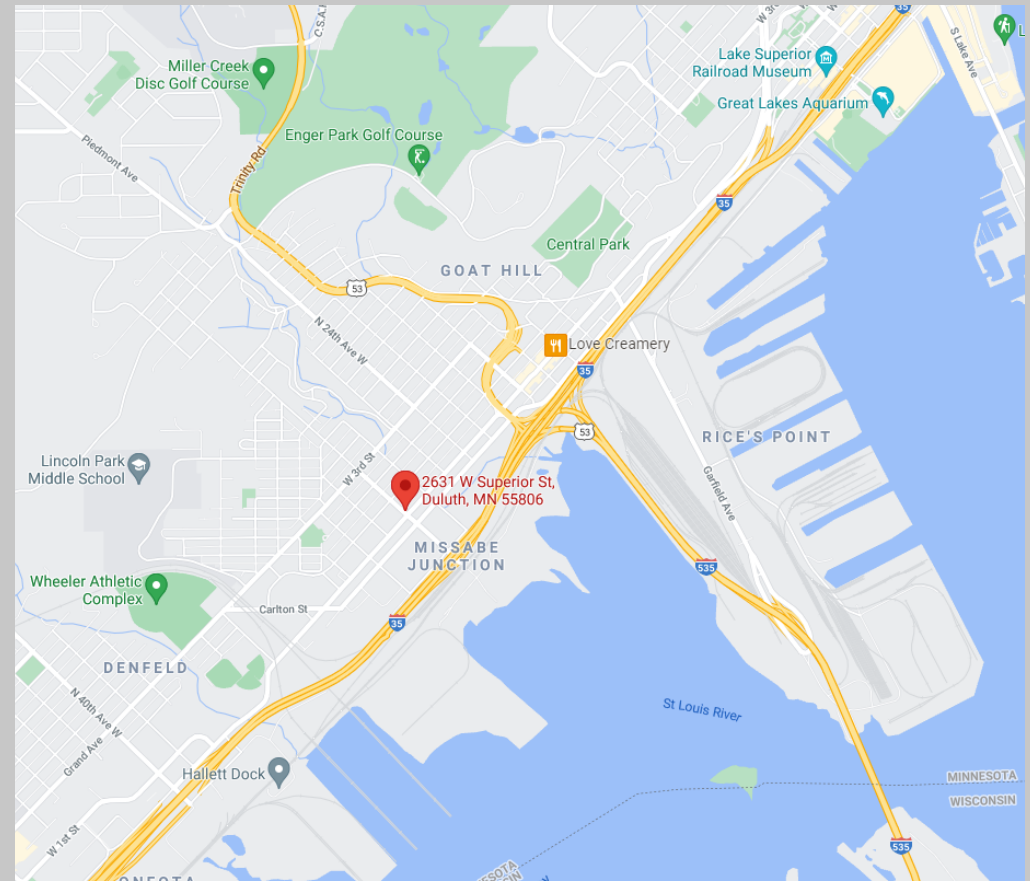 35
W 3rd
C.S.A.H
S Lake Ave
Lake Superior
Railroad Museum
Miller Creek
Disc Golf Course
Great Lakes Aquarium
Enger Park Golf Course
Piedmont Ave
Trinity Rd
35
Central Park
GOAT HILL
53
N 24th Ave W
Love Creamery
35
53
RICE'S POINT
Lincoln Park
Middle School
W 3rd St
2631 W Superior St,
Duluth, MN 55806
Garfield Ave
MISSABE
JUNCTION
535
Wheeler Athletic
Complex
Carlton St
35
DENFELD
N 40th Ave W
St Louis River
Grand Ave
Hallett Dock
MINNESOTA
WISCONSIN
W 1st St
535
ONEOTA